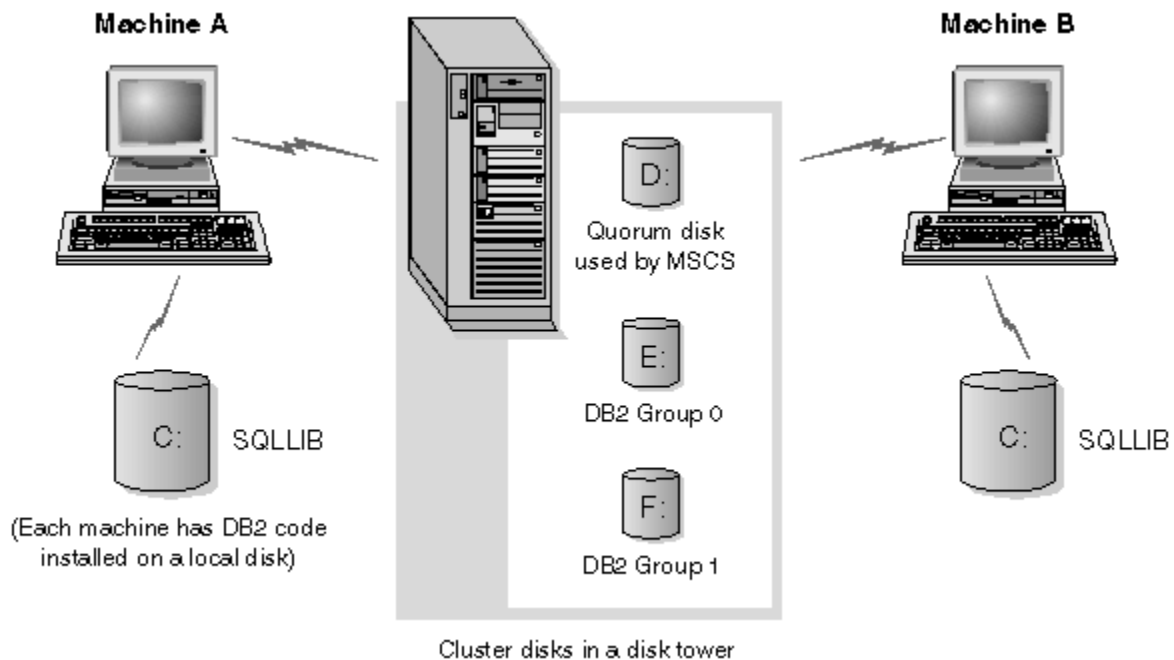 Machine A
Machine B
D:
Quorum disk
used by MSCS
E:
DB2 Group 0
C:
SQLLIB
C:
SQLLIB
F:
(Each machine has DB2 code
installed on a local disk)
DB2 Group 1
Cluster disks in a disk tower